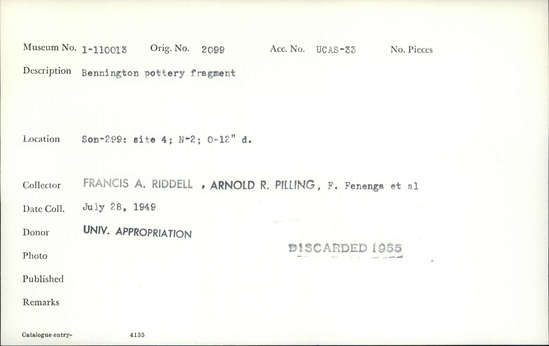 Museum No. 1-110013 Orig. No. 2099 Acc. No. UCAS-33 No. Pieces
Description Bennington pottery fragment
Location Son-299: site 4; N-2; 0-12" d.
Collector FRANCIS A. RIDDELL , ARNOLD R. PILLING, F. Fenenga et al
Date Coll. July 28, 1949
Donor UNIV. APPROPRIATION
Photo DISCARDED 1985
Published
Remarks
Catalogue entry- 4135